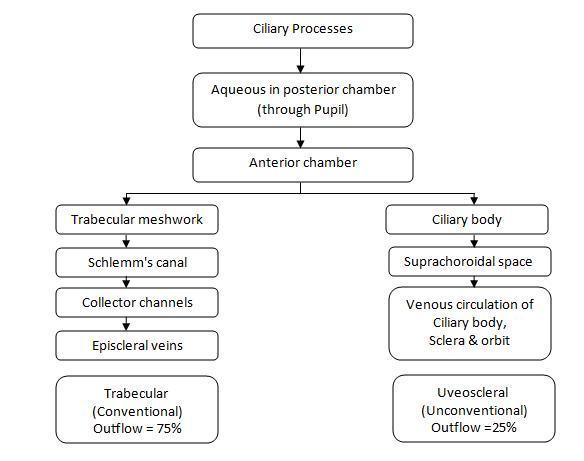 Ciliary Processes
Aqueous in posterior chamber
(through Pupil)
Anterior chamber
Trabecular meshwork
Schlemm's canal
Collector channels
Episcleral veins
Trabecular
(Conventional)
Outflow = 75%
Ciliary body
Suprachoroidal space
Venous circulation of
Ciliary body,
Sclera & orbit
Uveoscleral
(Unconventional)
Outflow =25%